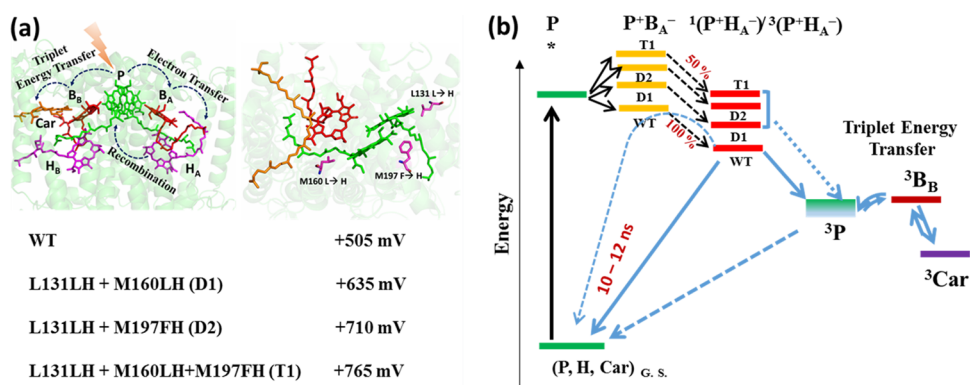 (a)
Triplet
Energy Transfer
P
Electron Transfer
B_B
B_A
Car
H_B
H_A
Recombination
L131 L→ H
M160 L→ H
M197 F→ H
WT +505 mV
L131LH + M160LH (D1) +635 mV
L131LH + M197FH (D2) +710 mV
L131LH + M160LH+M197FH (T1) +765 mV
(b)
P
*
P⁺B_A⁻
¹(P⁺H_A⁻)/³(P⁺H_A⁻)
T1
D2
D1
WT
50 %
100%
T1
D2
D1
WT
Energy
10 – 12 ns
Triplet Energy
Transfer
³B_B
³P
³Car
(P, H, Car) G. S.